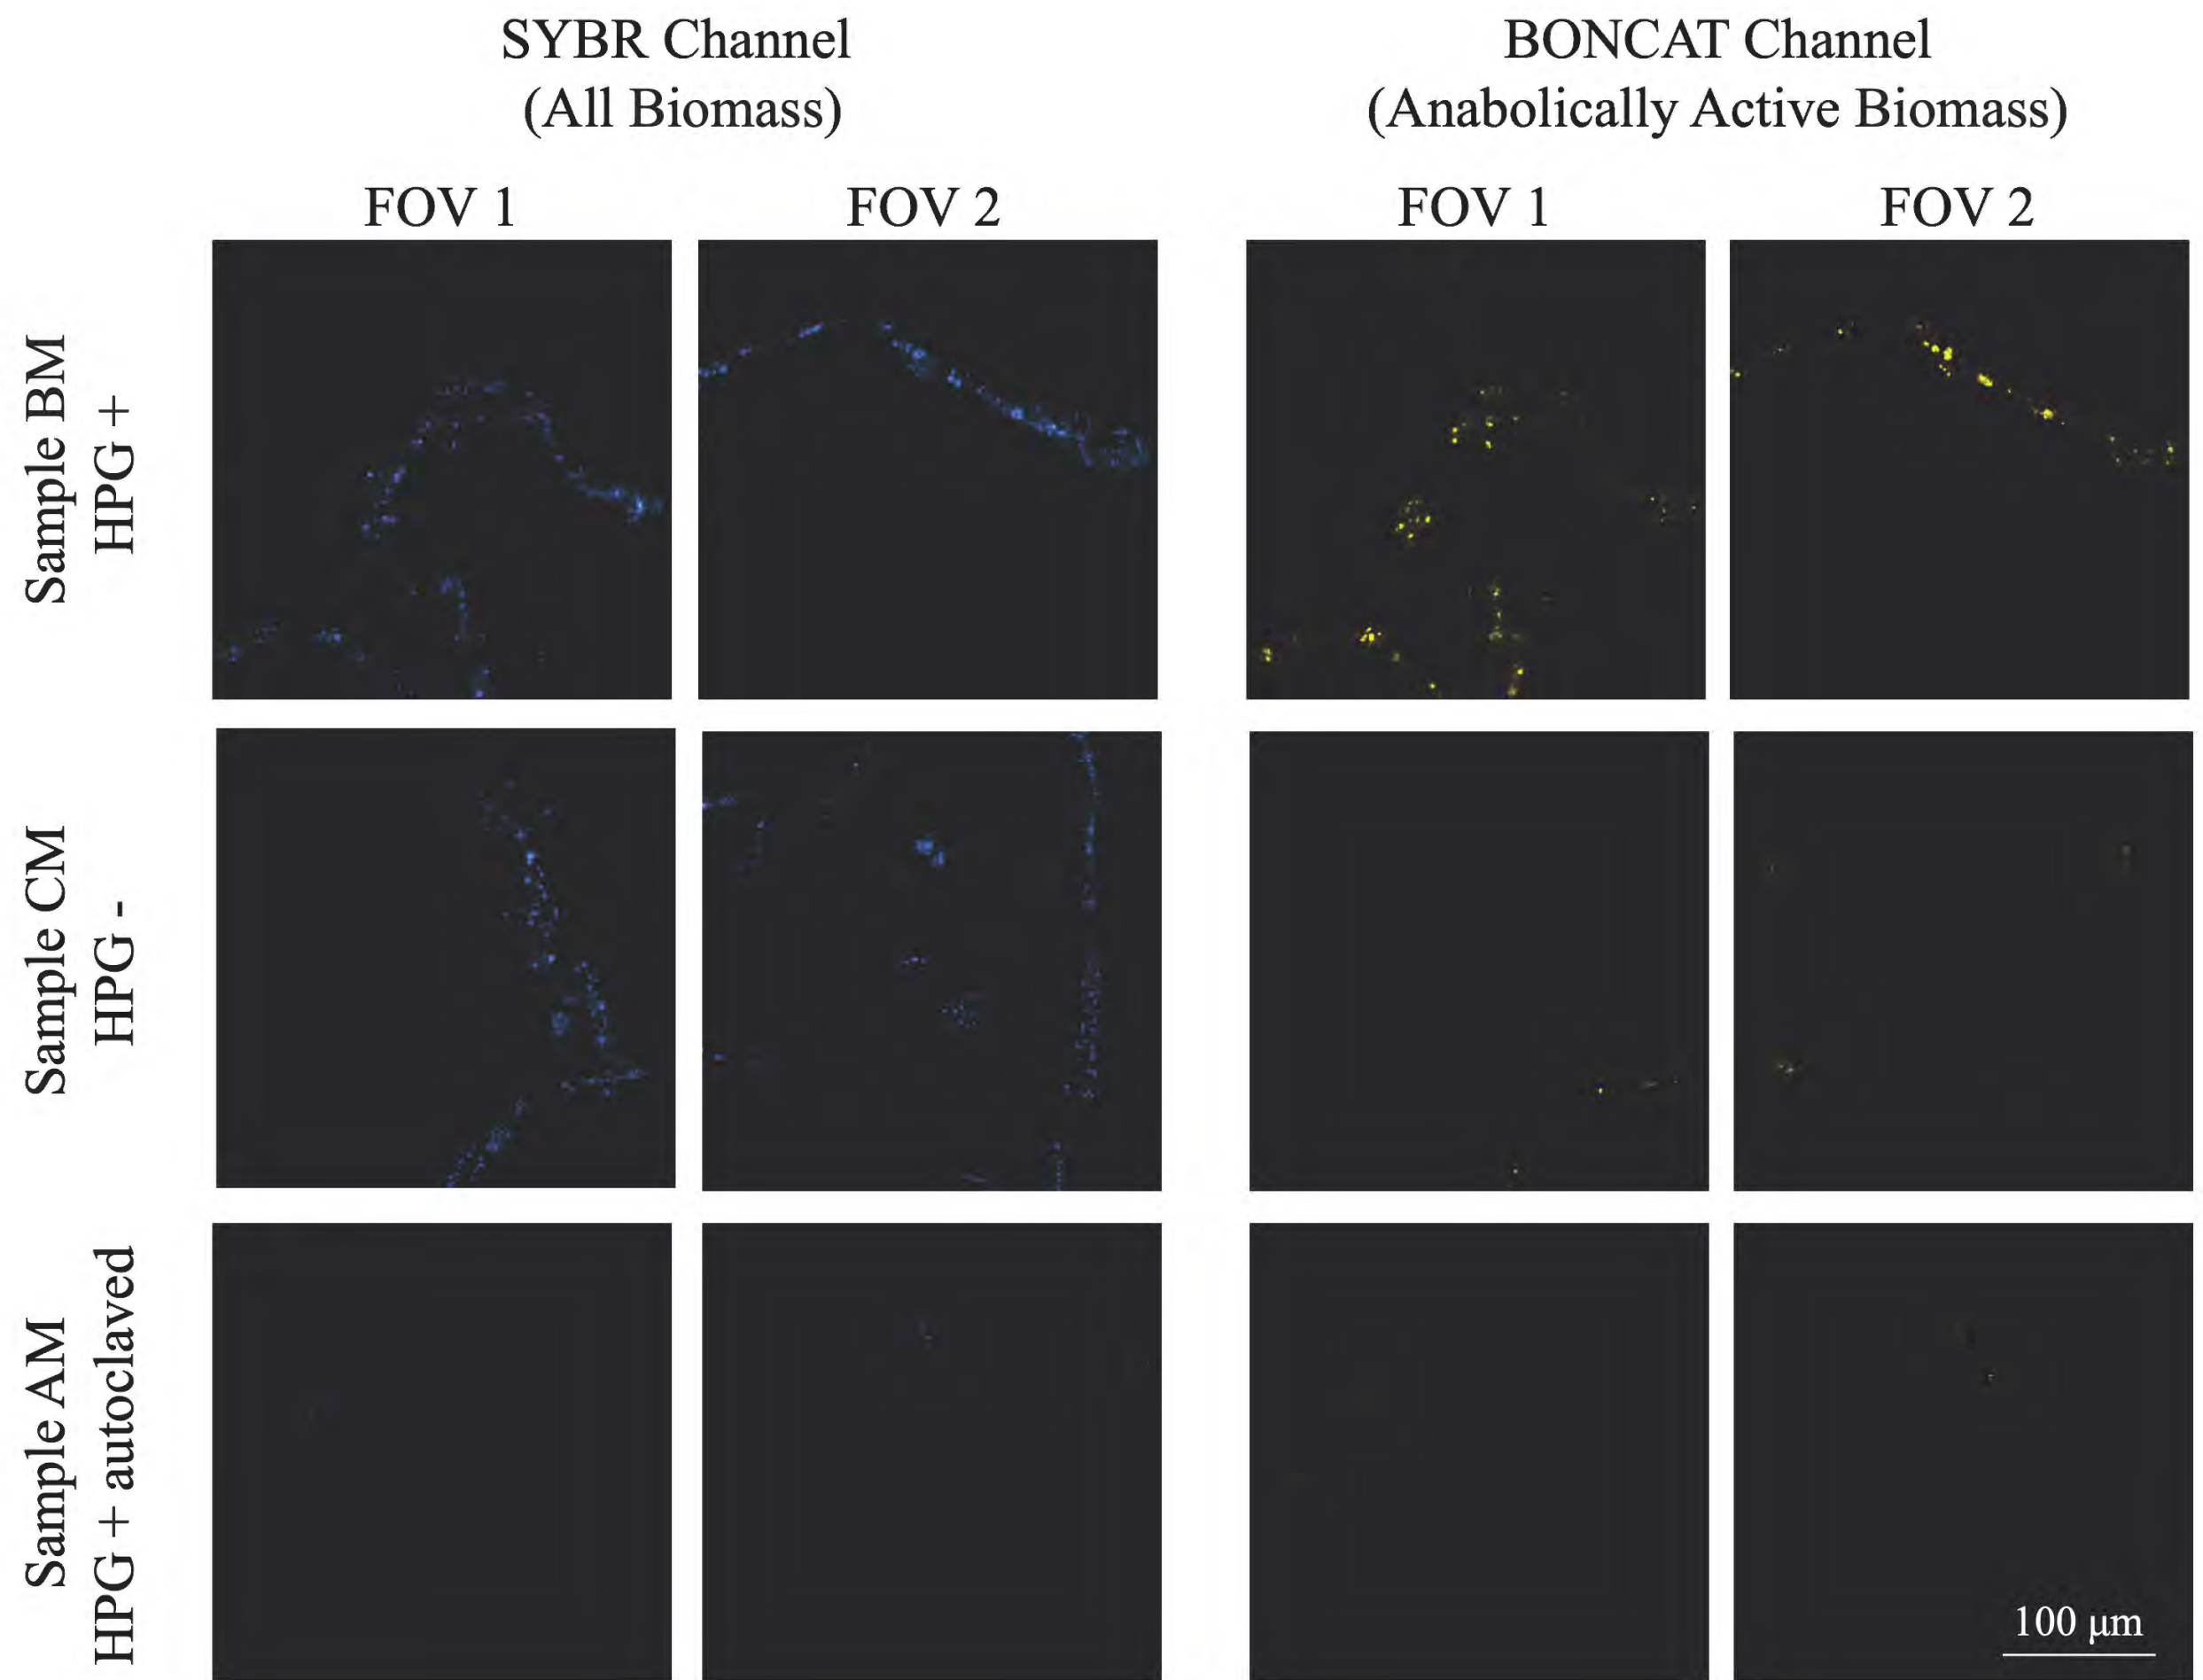 SYBR Channel
(All Biomass)
BONCAT Channel
(Anabolically Active Biomass)
FOV 1
FOV 2
FOV 1
FOV 2
Sample BM
HPG +
Sample CM
HPG -
Sample AM
HPG + autoclaved
100 μm